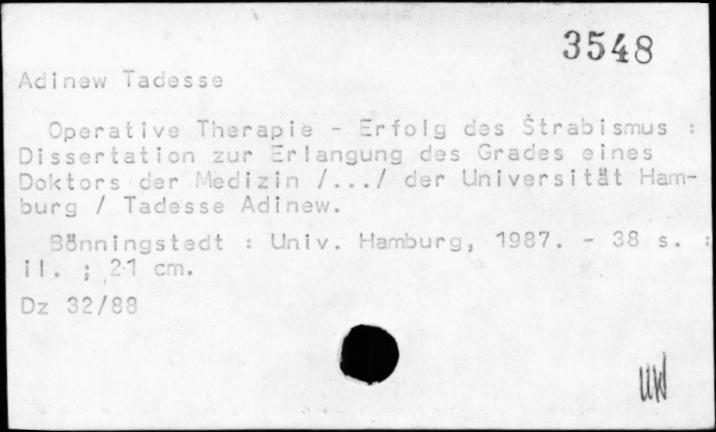 3548
Adinew Tadesse
Operative Therapie - Erfolg des Strabismus :
Dissertation zur Erlangung des Grades eines
Doktors der Medizin /.../ der Universität Ham-
burg / Tadesse Adinew.
Bönningstedt : Univ. Hamburg, 1987. - 38 s. :
il. ; 21 cm.
Dz 32/88